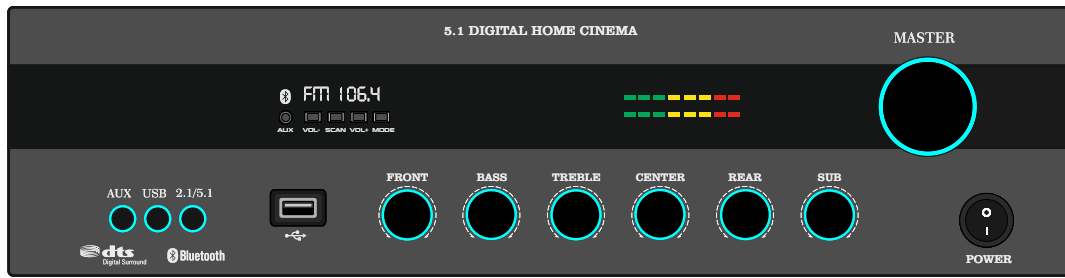 5.1 DIGITAL HOME CINEMA
MASTER
FM 106.4
AUX VOL- SCAN VOL+ MODE
FRONT BASS TREBLE CENTER REAR SUB
AUX USB 2.1/5.1
dts
Digital Surround
Bluetooth
POWER